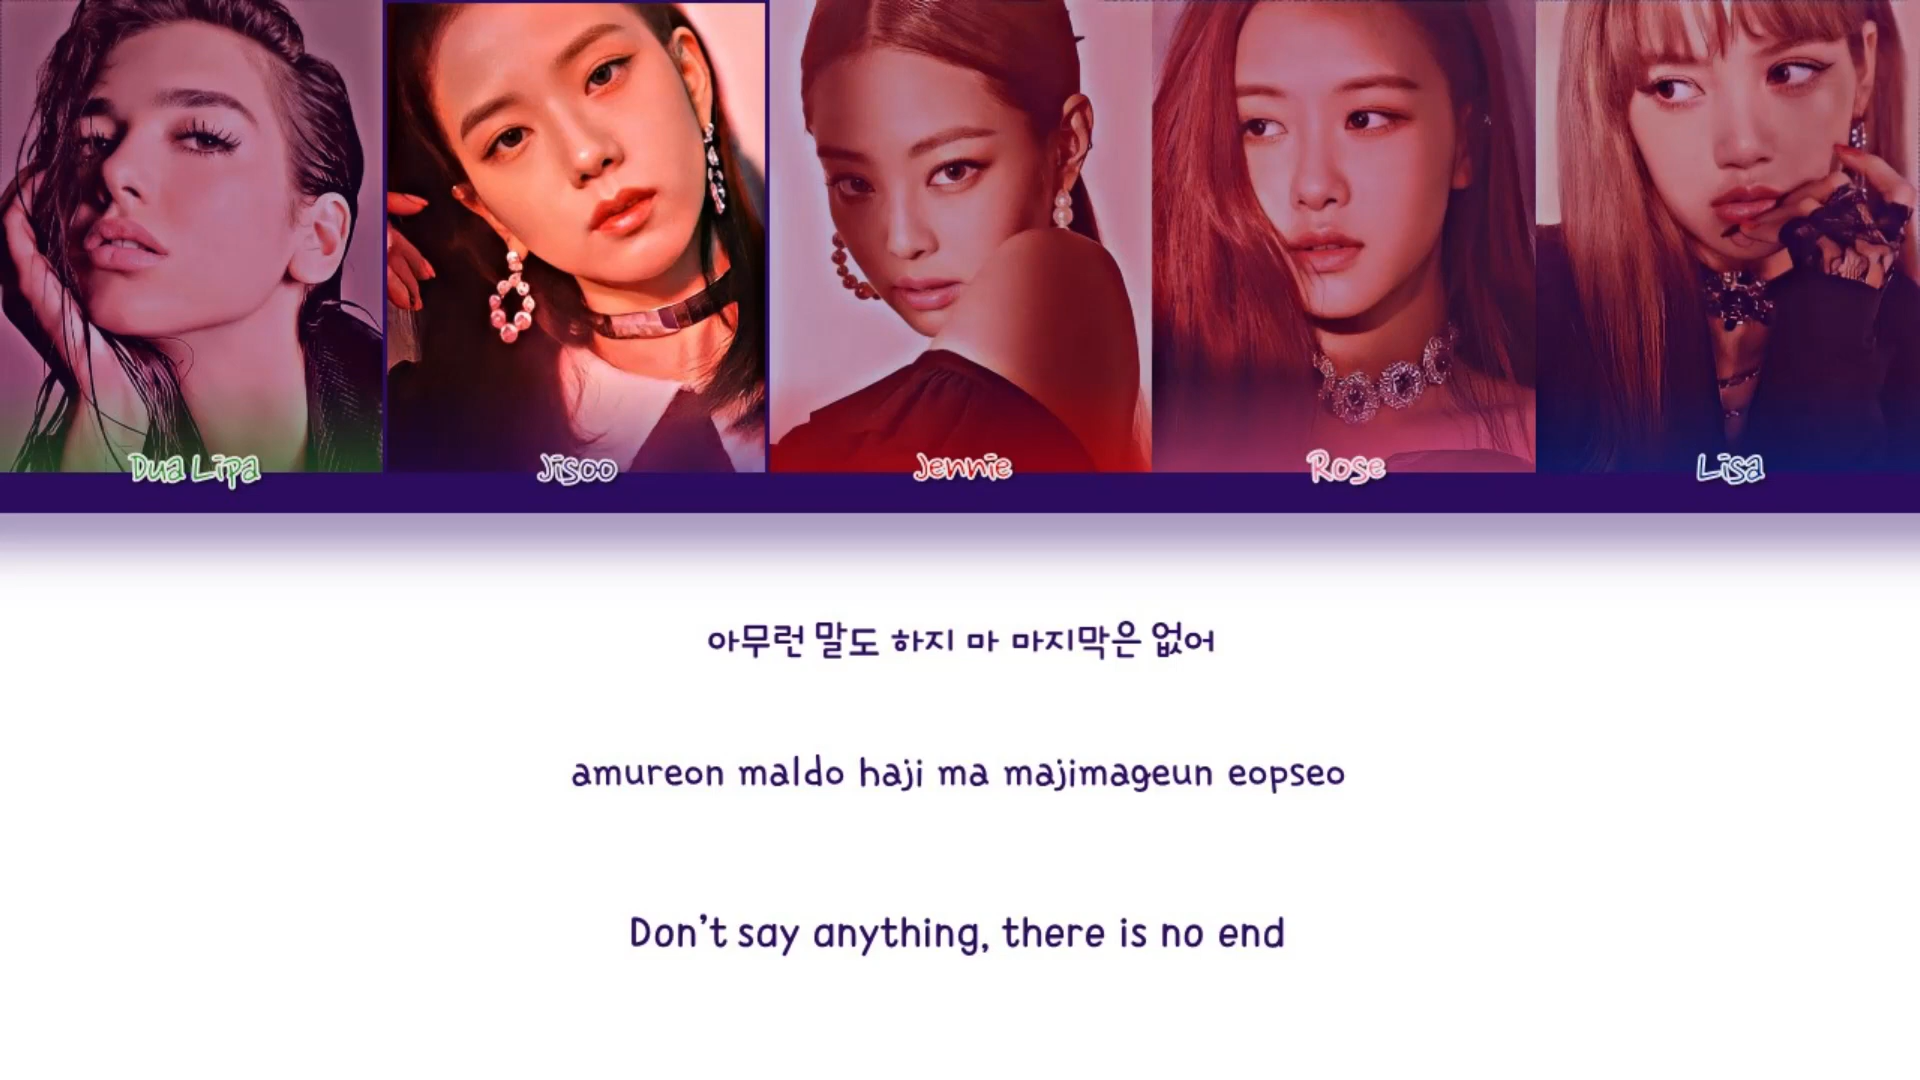 Dua Lipa
Jisoo
Jennie
Rose
Lisa
아무런 말도 하지 마 마지막은 없어
amureon maldo haji ma majimageun eopseo
Don't say anything, there is no end